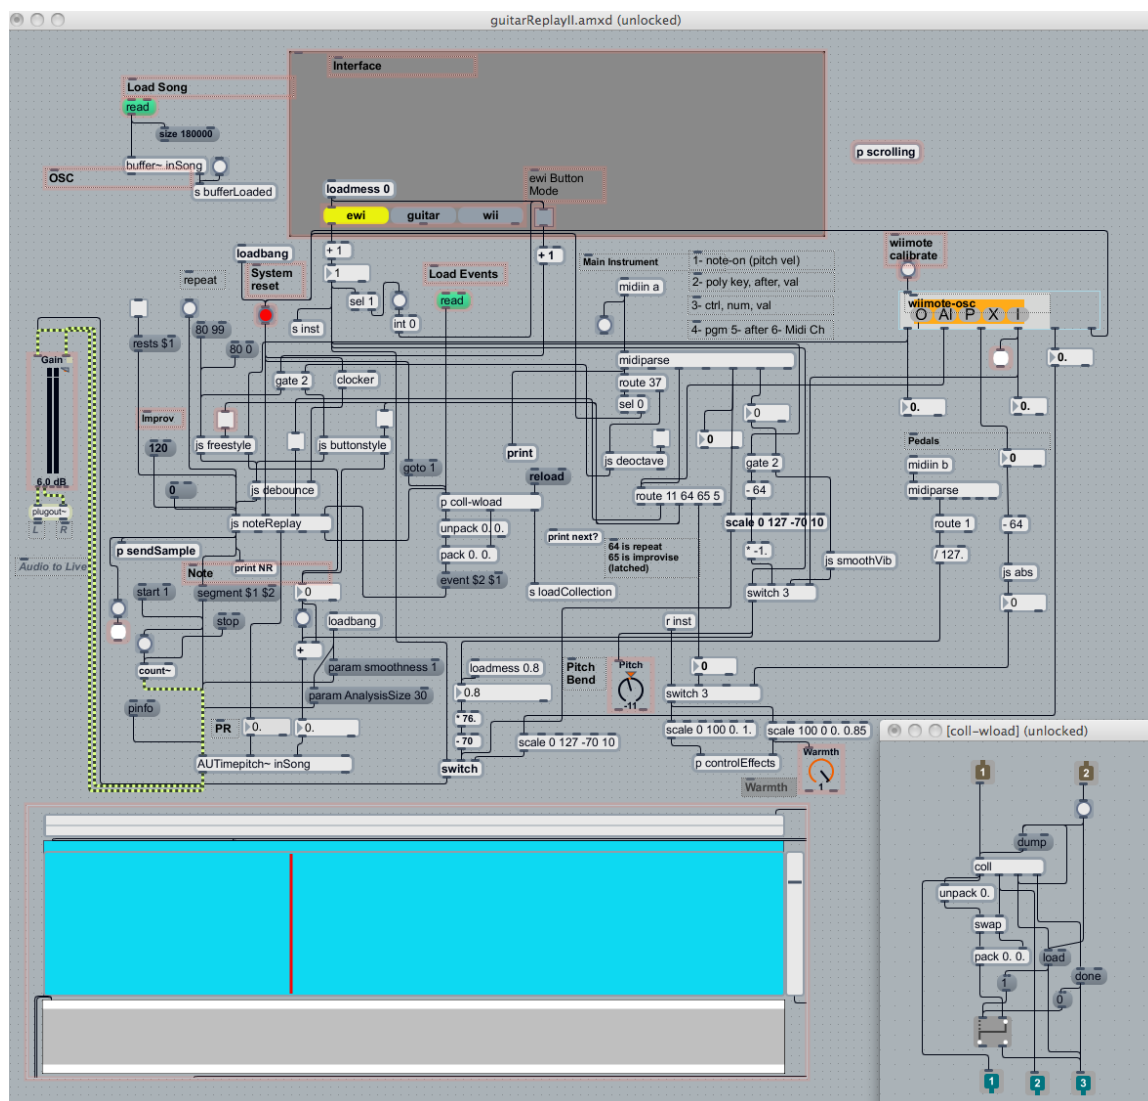 guitarReplayII.amxd (unlocked)
Interface
Load Song
read
size 180000
buffer~ inSong
OSC
s bufferLoaded
p scrolling
loadmess 0
ewi Button
Mode
ewi
guitar
wii
loadbang
+ 1
+ 1
wiimote
calibrate
repeat
System
reset
1
sel 1
Load Events
read
Main Instrument
midiin a
1- note-on (pitch vel)
2- poly key, after, val
3- ctrl, num, val
4- pgm 5- after 6- Midi Ch
wiimote-osc
O
AI
P
X
I
rests $1
80 99
80 0
s inst
int 0
0.
Gain
6.0 dB
plugout~
L
R
Audio to Live
gate 2
clocker
midiparse
route 37
sel 0
0
0
0.
0.
Improv
120
0
js freestyle
js buttonstyle
goto 1
print
reload
js deoctave
gate 2
Pedals
midiin b
0
js debounce
p coll-wload
route 11 64 65 5
- 64
midiparse
js noteReplay
unpack 0. 0.
print next?
scale 0 127 -70 10
route 1
- 64
p sendSample
print NR
pack 0. 0.
64 is repeat
65 is improvise
(latched)
* -1.
js smoothVib
/ 127.
js abs
Note
event $2 $1
s loadCollection
switch 3
0
start 1
segment $1 $2
0
stop
loadbang
r inst
+
count~
param smoothness 1
loadmess 0.8
Pitch
Bend
Pitch
-11
0
param AnalysisSize 30
0.8
switch 3
pinfo
PR
0.
0.
* 76.
- 70
scale 0 127 -70 10
scale 0 100 0. 1.
scale 100 0 0. 0.85
AUTimepitch~ inSong
switch
p controlEffects
Warmth
1
Warmth
[coll-wload] (unlocked)
1
2
dump
coll
unpack 0.
swap
pack 0. 0.
load
1
done
0
1
2
3